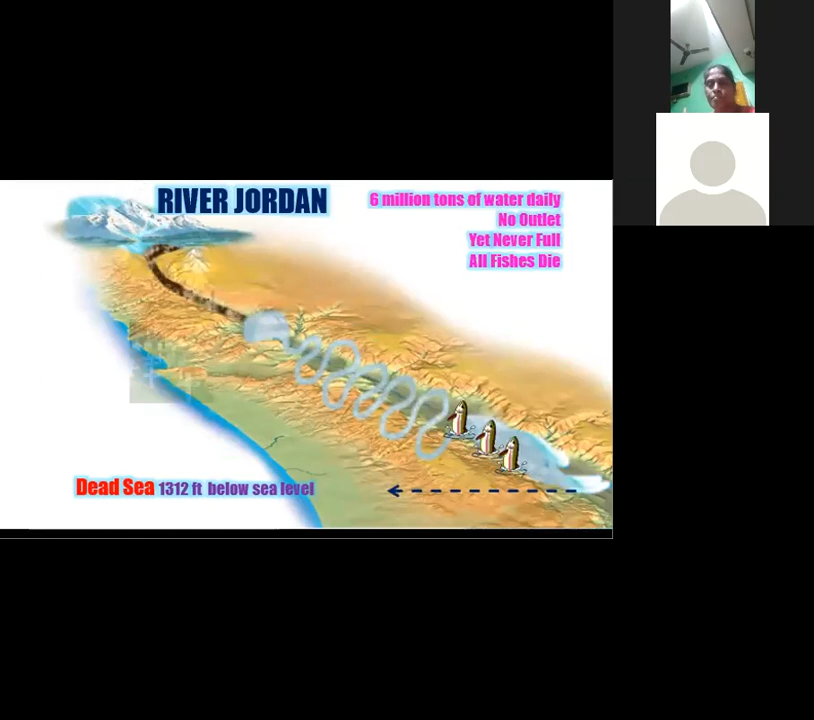 RIVER JORDAN
6 million tons of water daily
No Outlet
Yet Never Full
All Fishes Die
Dead Sea 1312 ft below sea level